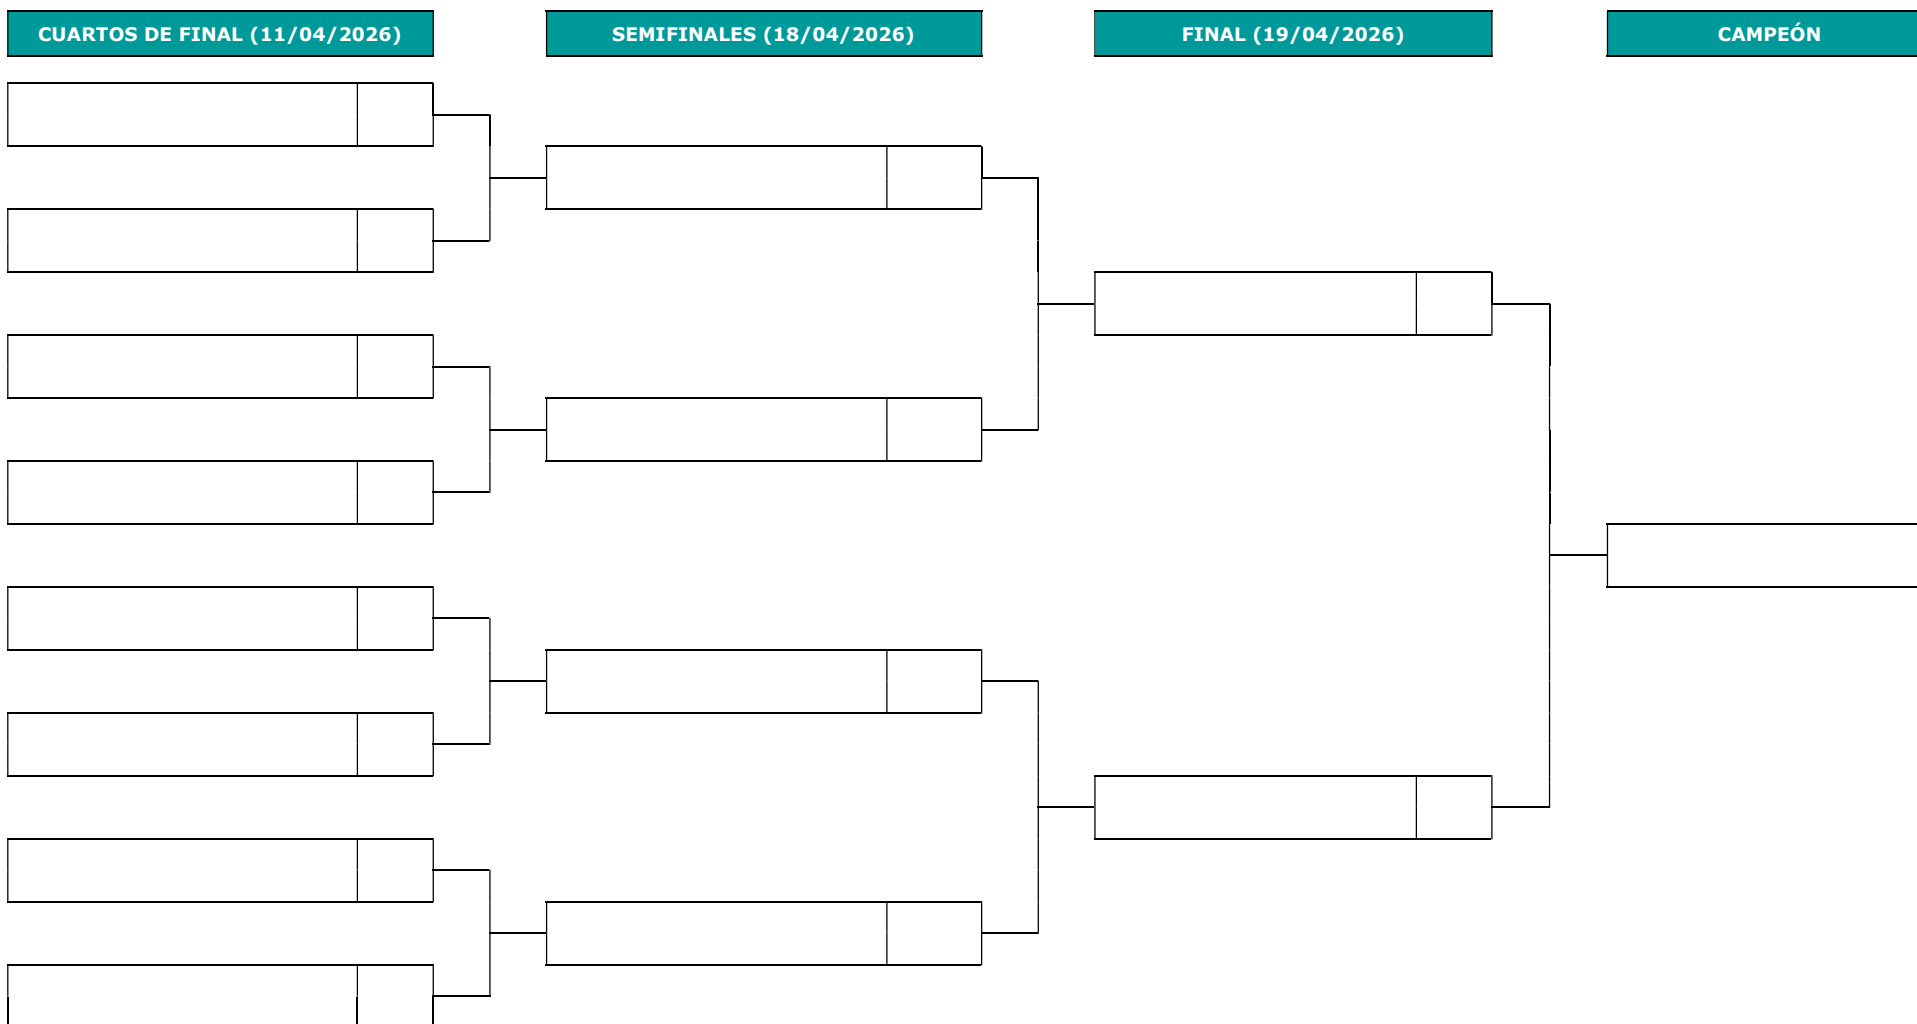 CUARTOS DE FINAL (11/04/2026)
SEMIFINALES (18/04/2026)
FINAL (19/04/2026)
CAMPEÓN